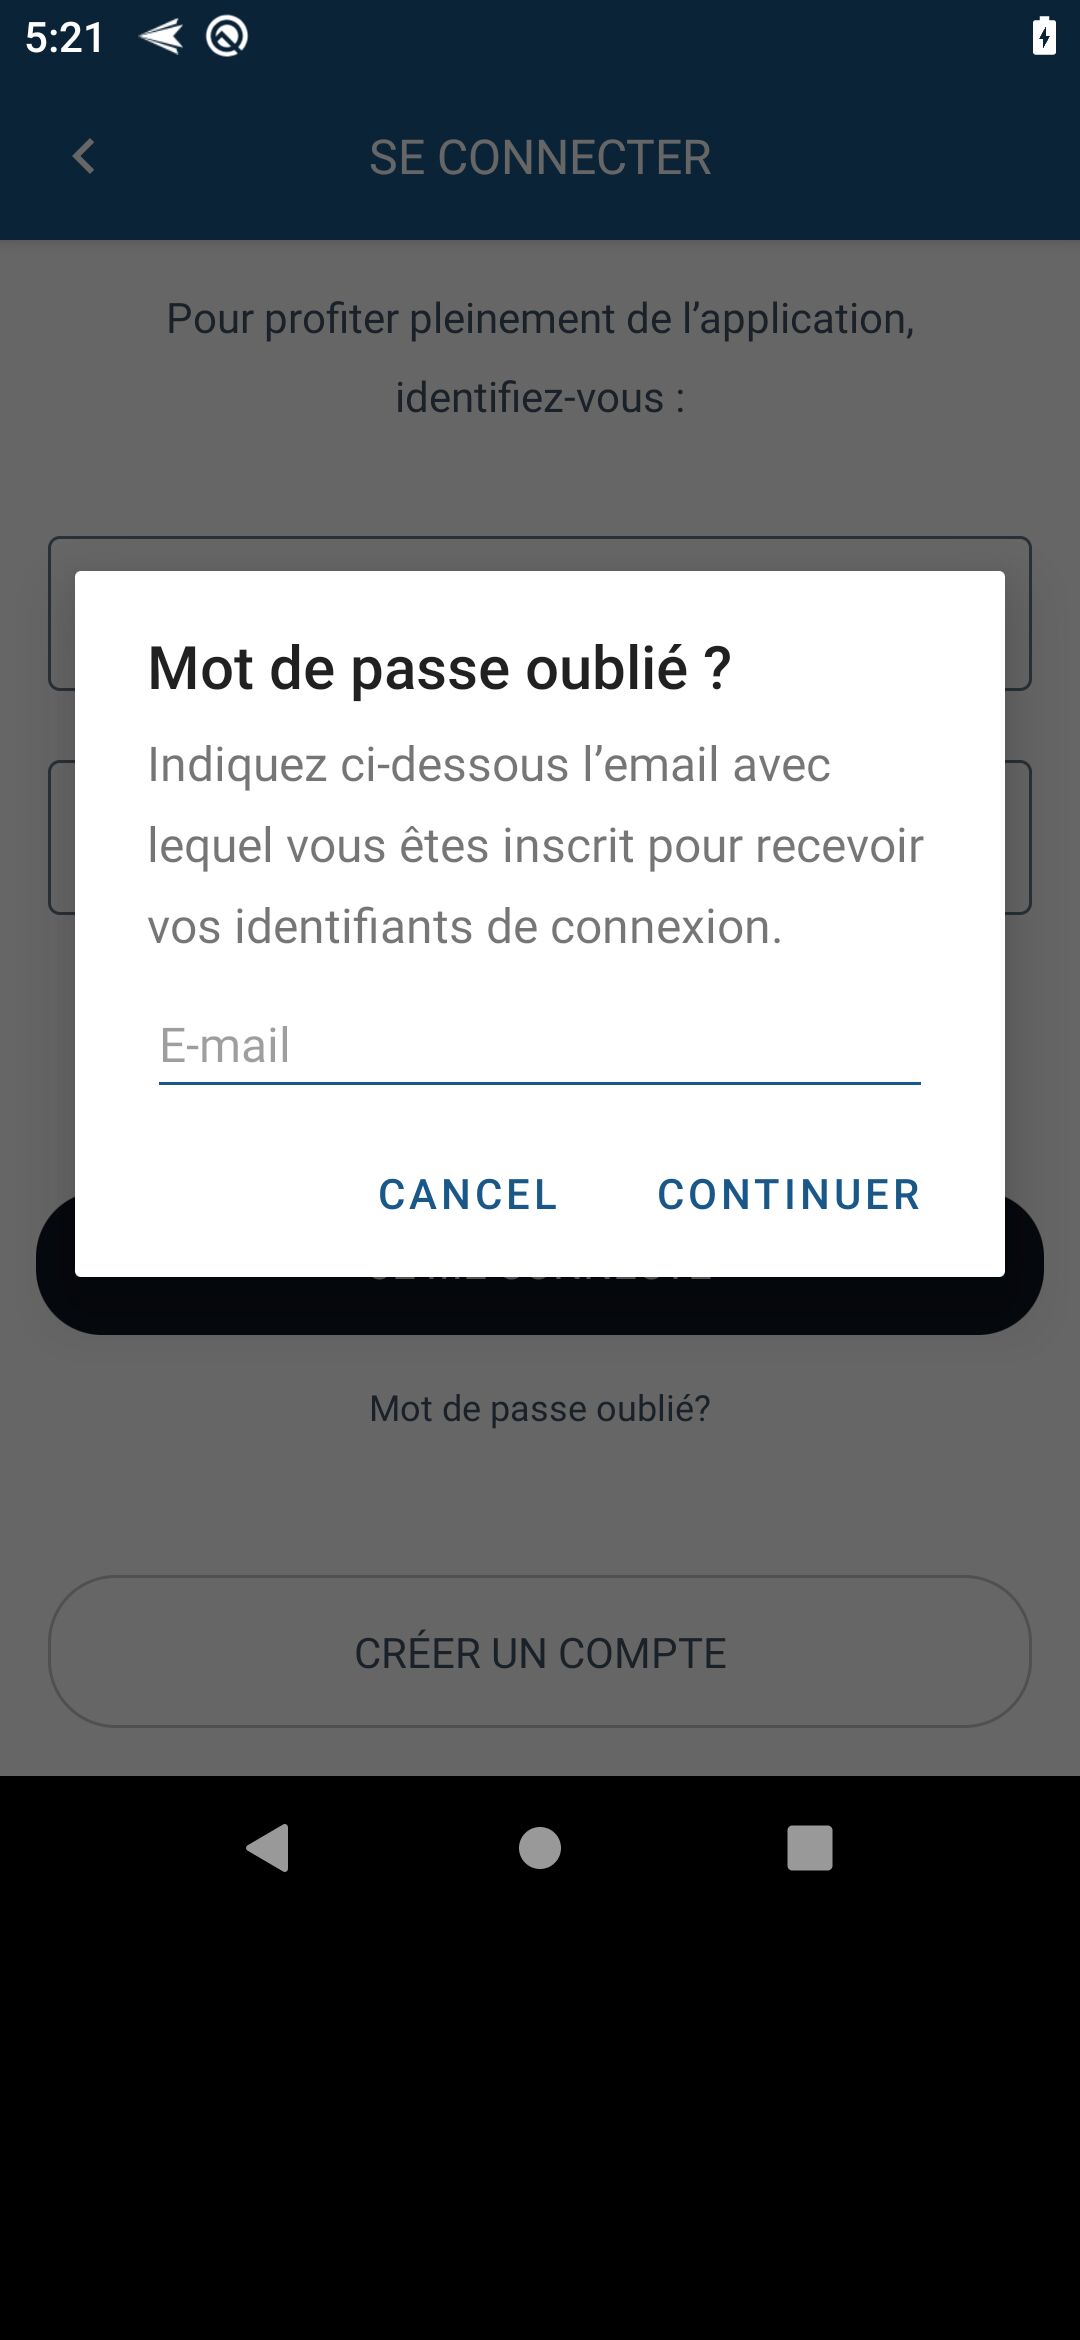 5:21
SE CONNECTER
Pour profiter pleinement de l’application,
identifiez-vous :
Mot de passe oublié ?
Indiquez ci-dessous l’email avec
lequel vous êtes inscrit pour recevoir
vos identifiants de connexion.
E-mail
CANCEL CONTINUER
Mot de passe oublié?
CRÉER UN COMPTE